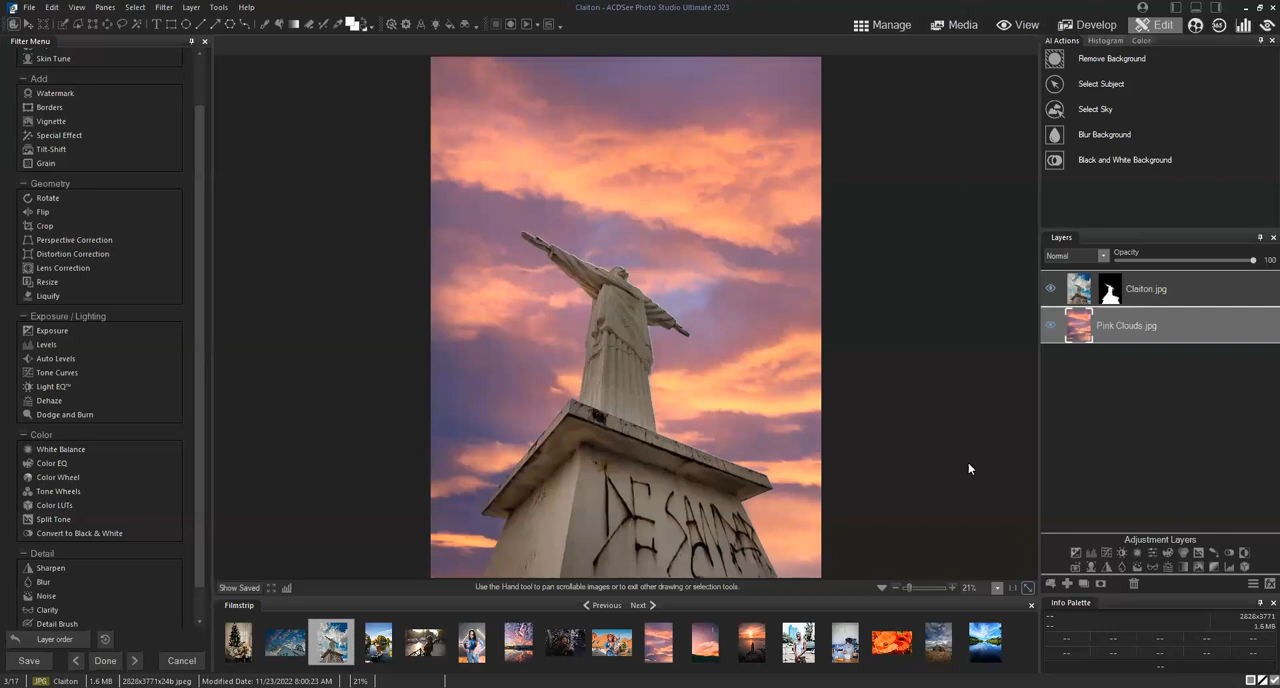 File Edit View Panes Select Filter Layer Tools Help
Claiton - ACDSee Photo Studio Ultimate 2023
Manage Media View Develop Edit 365
Filter Menu
Skin Tune
Add
Watermark
Borders
Vignette
Special Effect
Tilt-Shift
Grain
Geometry
Rotate
Flip
Crop
Perspective Correction
Distortion Correction
Lens Correction
Resize
Liquify
Exposure / Lighting
Exposure
Levels
Auto Levels
Tone Curves
Light EQ™
Dehaze
Dodge and Burn
Color
White Balance
Color EQ
Color Wheel
Tone Wheels
Color LUTs
Split Tone
Convert to Black & White
Detail
Sharpen
Blur
Noise
Clarity
Detail Brush
Layer order
Save Done Cancel
Show Saved
Use the Hand tool to pan scrollable images or to exit other drawing or selection tools.
21% 1:1
Filmstrip Previous Next
AI Actions Histogram Color
Remove Background
Select Subject
Select Sky
Blur Background
Black and White Background
Layers
Normal Opacity 100
Claiton.jpg
Pink Clouds.jpg
Adjustment Layers
Info Palette
-- 2828x3771
-- 1.6 MB
-- -- -- -- --
-- -- -- -- --
--
3/17 JPG Claiton 1.6 MB 2828x3771x24b jpeg Modified Date: 11/23/2022 8:00:23 AM 21%